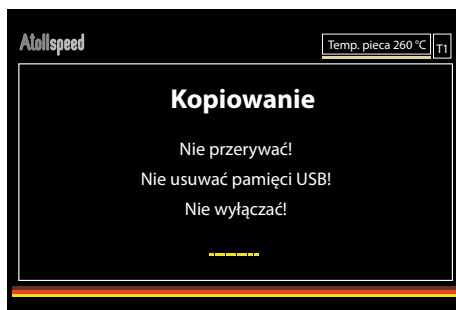 Atollspeed
Temp. pieca 260 °C
T1
Kopiowanie
Nie przerywać!
Nie usuwać pamięci USB!
Nie wyłączać!